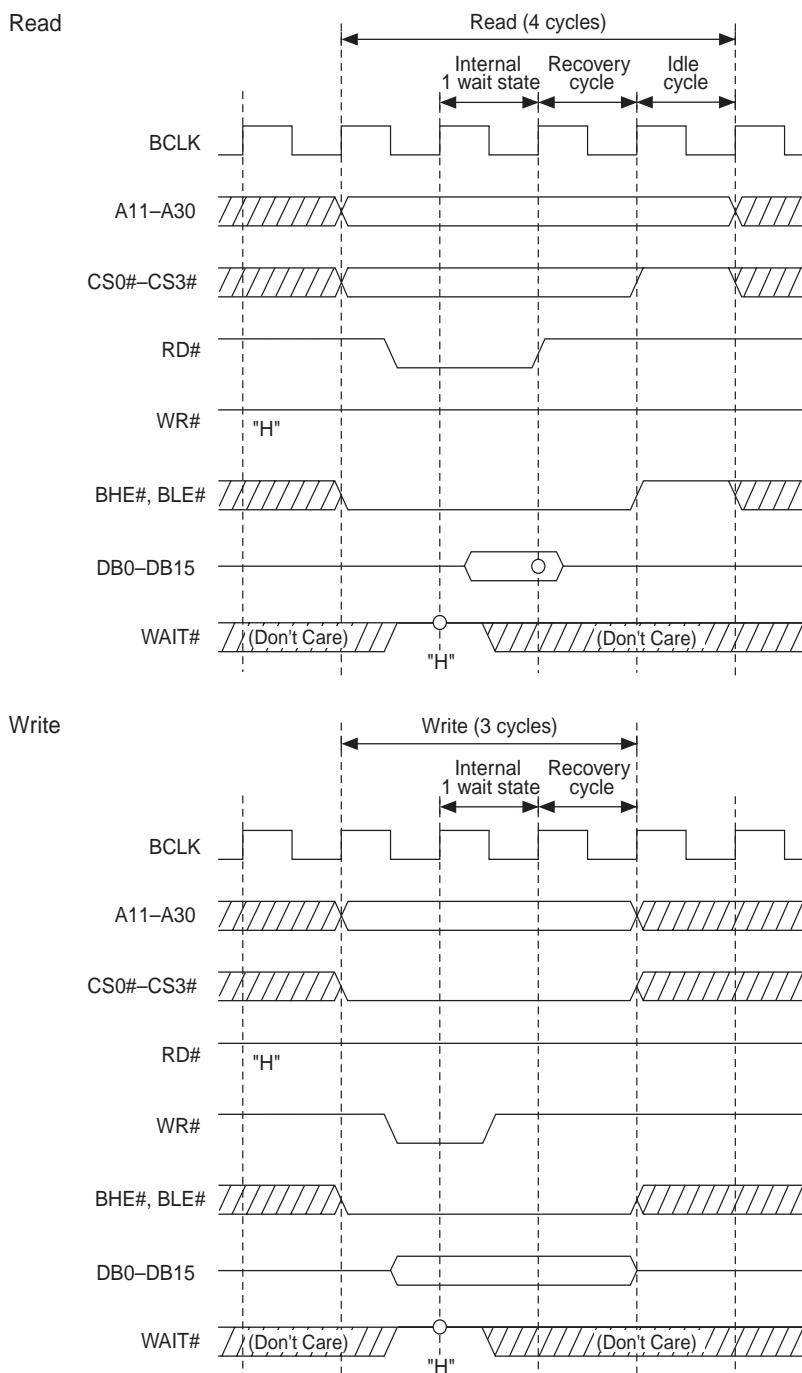 Read
Read (4 cycles)
Internal
1 wait state
Recovery
cycle
Idle
cycle
BCLK
A11–A30
CS0#–CS3#
RD#
WR#
"H"
BHE#, BLE#
DB0–DB15
WAIT#
(Don't Care)
(Don't Care)
"H"
Write
Write (3 cycles)
Internal
1 wait state
Recovery
cycle
BCLK
A11–A30
CS0#–CS3#
RD#
"H"
WR#
BHE#, BLE#
DB0–DB15
WAIT#
(Don't Care)
(Don't Care)
"H"